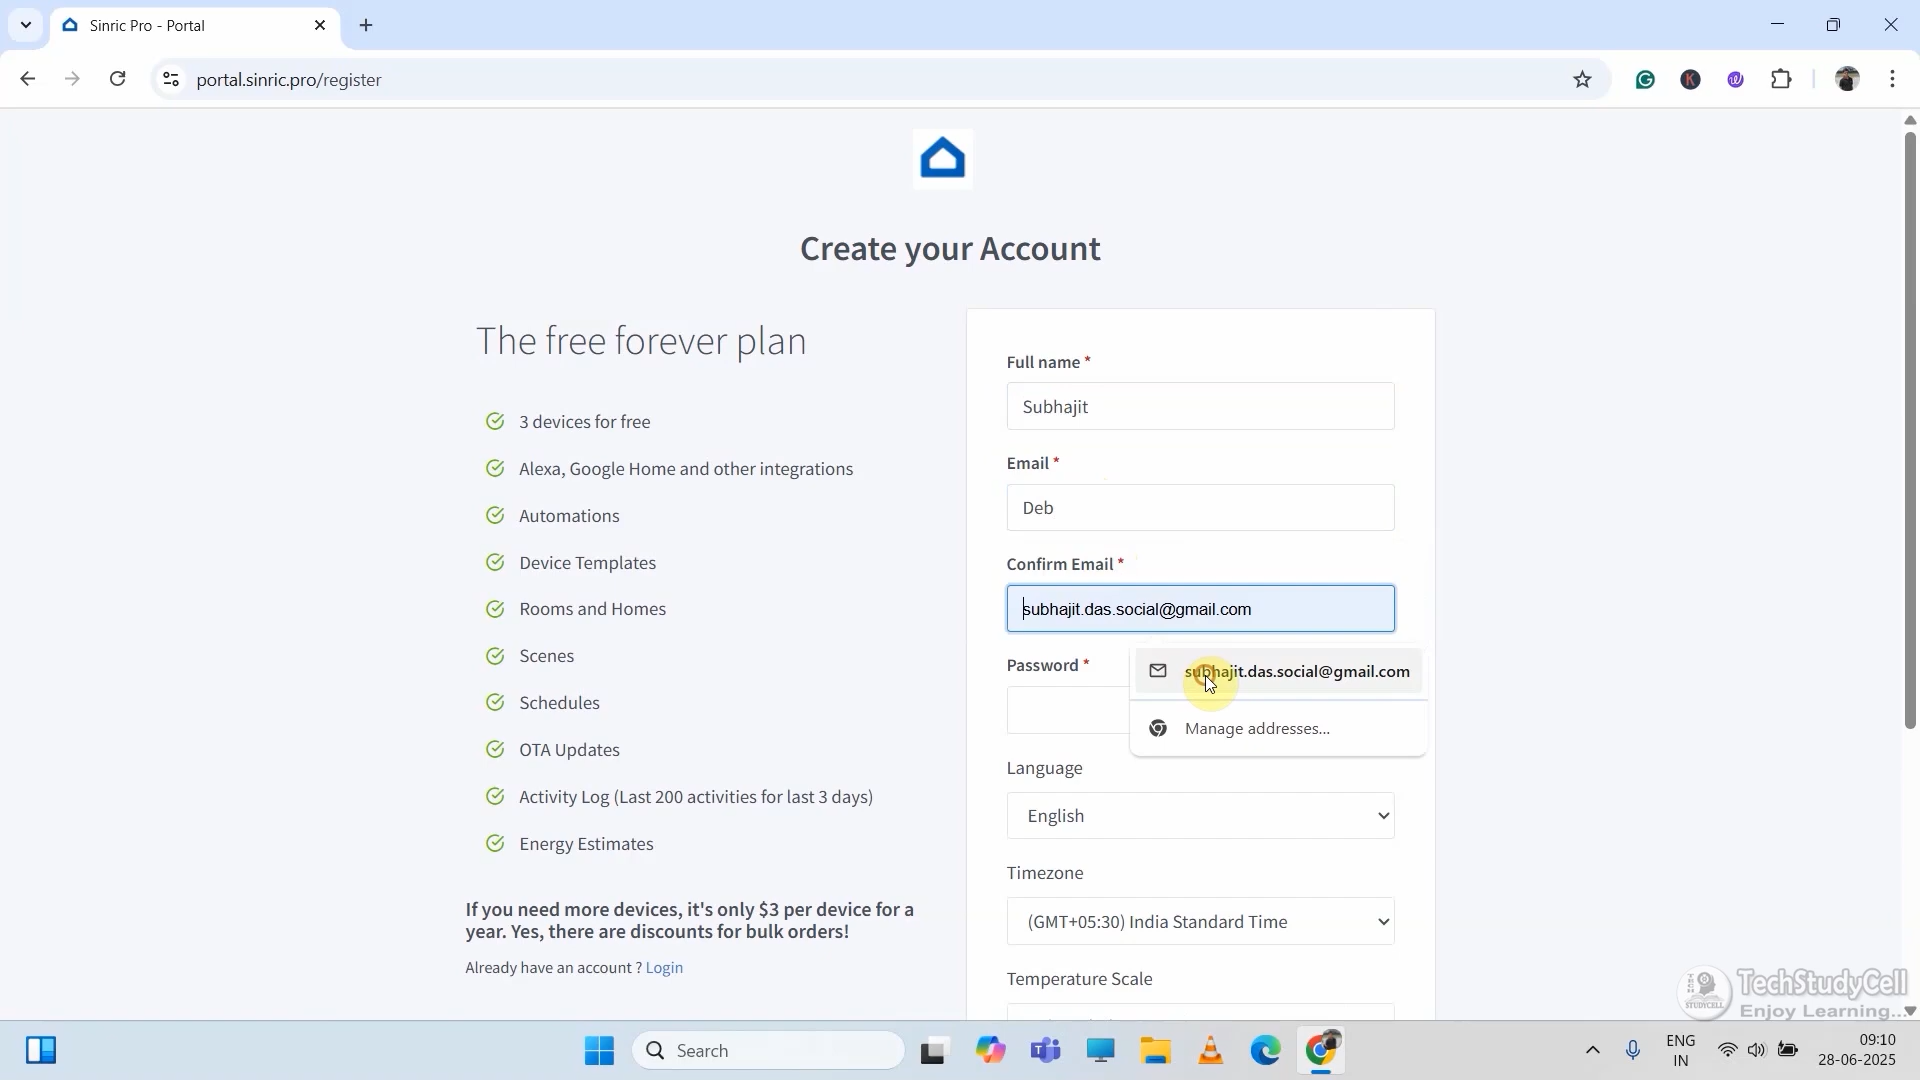 Sinric Pro - Portal
portal.sinric.pro/register
Create your Account
The free forever plan
3 devices for free
Alexa, Google Home and other integrations
Automations
Device Templates
Rooms and Homes
Scenes
Schedules
OTA Updates
Activity Log (Last 200 activities for last 3 days)
Energy Estimates
If you need more devices, it's only $3 per device for a
year. Yes, there are discounts for bulk orders!
Already have an account ? Login
Full name *
Subhajit
Email *
Deb
Confirm Email *
subhajit.das.social@gmail.com
Password *
subhajit.das.social@gmail.com
Manage addresses...
Language
English
Timezone
(GMT+05:30) India Standard Time
Temperature Scale
TechStudyCell
Enjoy Learning...
Search
ENG
IN
09:10
28-06-2025